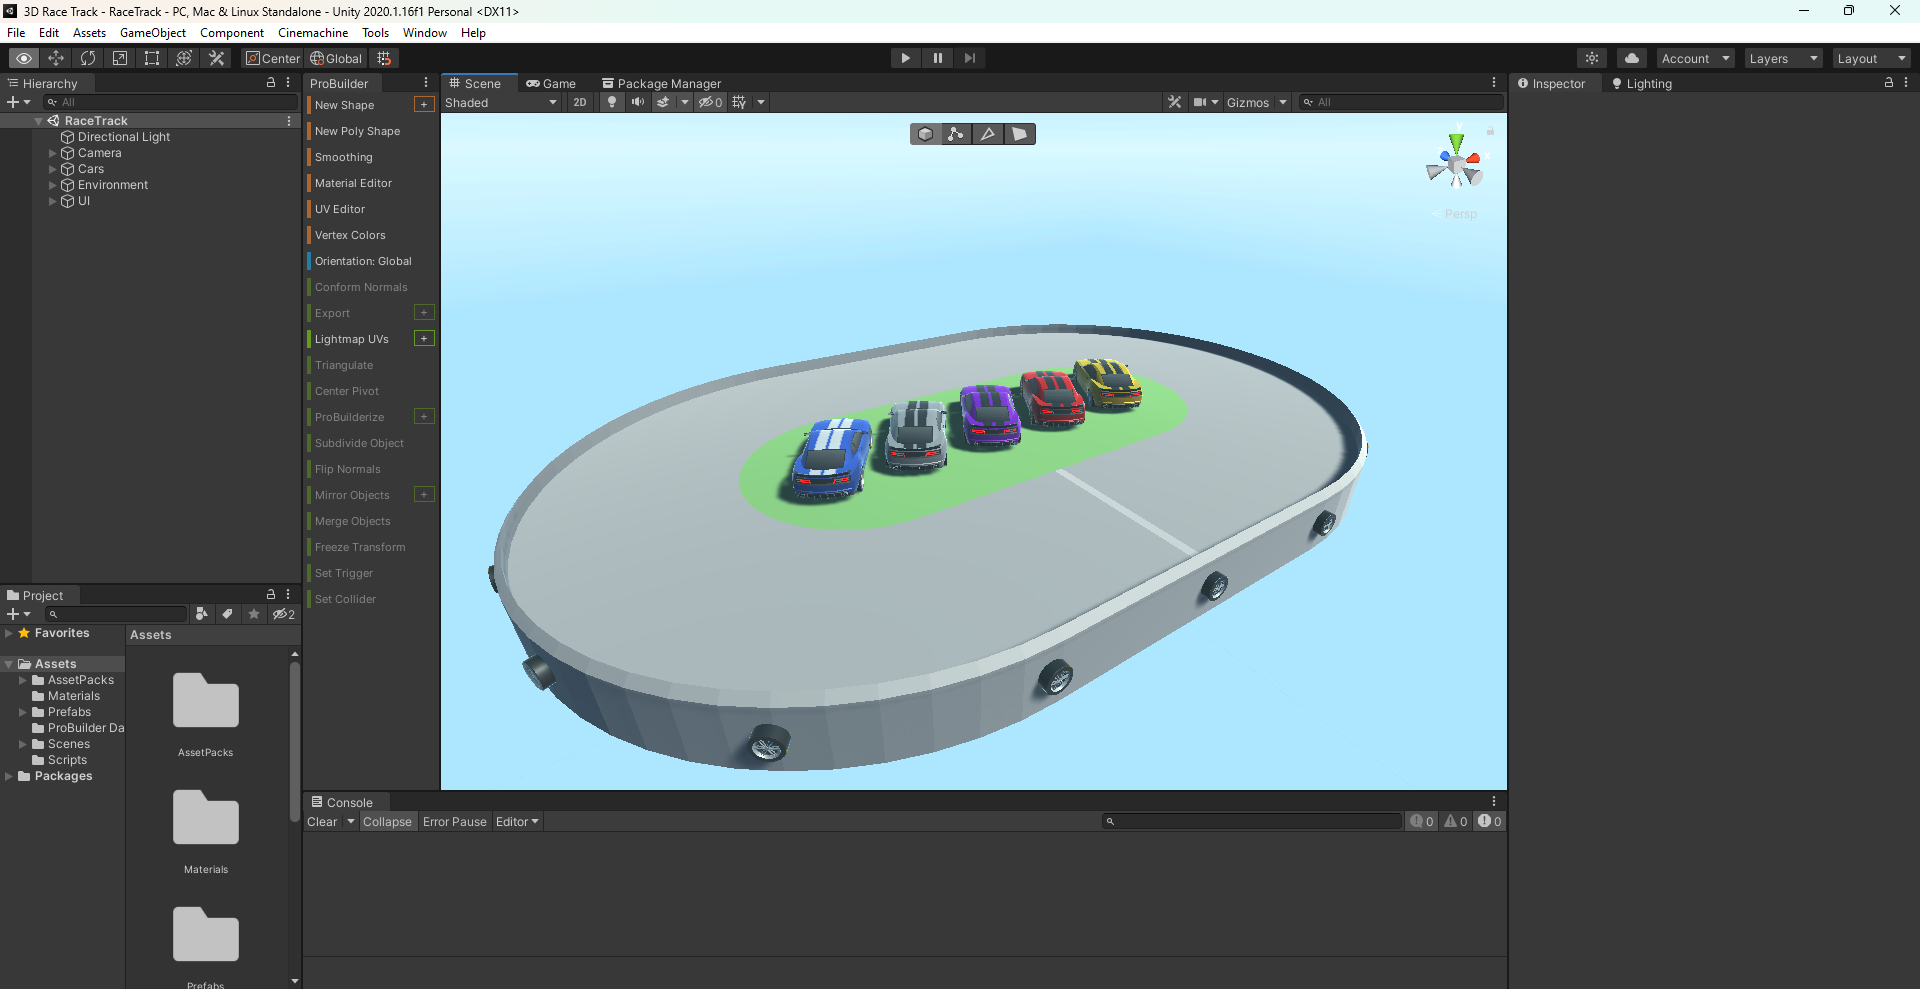 3D Race Track - RaceTrack - PC, Mac & Linux Standalone - Unity 2020.1.16f1 Personal <DX11>
File Edit Assets GameObject Component Cinemachine Tools Window Help
Center Global Account Layers Layout
Hierarchy
All
RaceTrack
Directional Light
Camera
Cars
Environment
UI
ProBuilder
New Shape +
New Poly Shape
Smoothing
Material Editor
UV Editor
Vertex Colors
Orientation: Global
Conform Normals
Export +
Lightmap UVs +
Triangulate
Center Pivot
ProBuilderize +
Subdivide Object
Flip Normals
Mirror Objects +
Merge Objects
Freeze Transform
Set Trigger
Set Collider
Scene Game Package Manager
Shaded 2D 0 Gizmos All
y
x
< Persp
Inspector Lighting
Project
2
Favorites
Assets
AssetPacks
Materials
Prefabs
ProBuilder Da
Scenes
Scripts
Packages
Assets
AssetPacks
Materials
Prefabs
Console
Clear Collapse Error Pause Editor 0 0 0